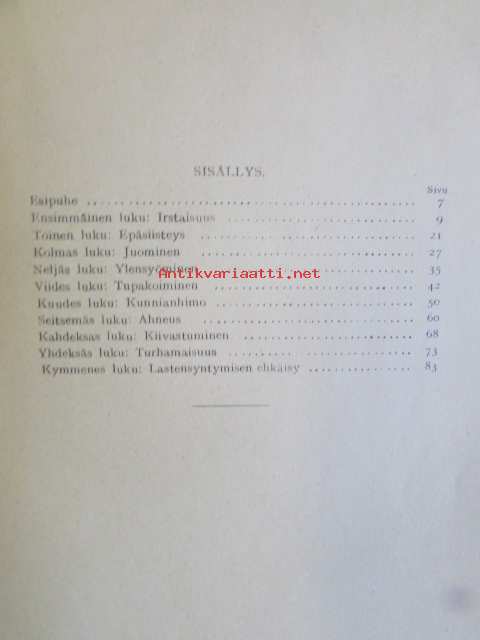 SISÄLLYS.
Sivu
Esipuhe 7
Ensimmäinen luku: Irstaisuus 9
Toinen luku: Epäsiisteys 21
Kolmas luku: Juominen 27
Neljäs luku: Ylensyöminen 35
Antikvariaatti.net
Viides luku: Tupakoiminen 42
Kuudes luku: Kunnianhimo 50
Seitsemäs luku: Ahneus 60
Kahdeksas luku: Kiivastuminen 68
Yhdeksäs luku: Turhamaisuus 73
Kymmenes luku: Lastensyntymisen ehkäisy 83